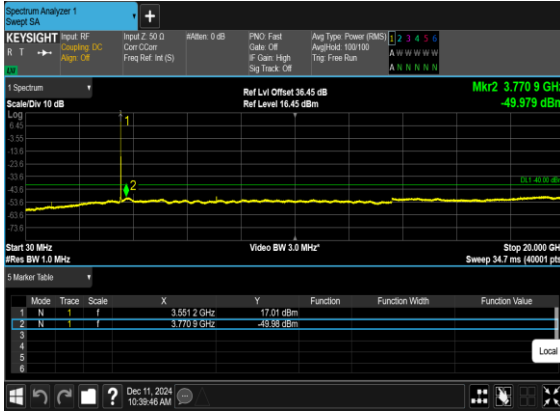 Spectrum Analyzer 1
Swept SA
KEYSIGHT
R T
Input: RF
Coupling: DC
Align: Off
Input Z: 50 Ω
Corr CCorr
Freq Ref: Int (S)
#Atten: 0 dB
PNO: Fast
Gate: Off
IF Gain: High
Sig Track: Off
Avg Type: Power (RMS)
Avg|Hold: 100/100
Trig: Free Run
1 2 3 4 5 6
A W W W W W
A N N N N N
1 Spectrum
Scale/Div 10 dB
Ref Lvl Offset 36.45 dB
Ref Level 16.45 dBm
Mkr2 3.770 9 GHz
-49.979 dBm
Log
6.45
-3.55
-13.6
-23.6
-33.6
-43.6
-53.6
-63.6
-73.6
1
2
DL1 -40.00 dBm
Start 30 MHz
#Res BW 1.0 MHz
Video BW 3.0 MHz*
Stop 20.000 GH
Sweep 34.7 ms (40001 pts
5 Marker Table
Mode Trace Scale X Y Function Function Width Function Value
1 N 1 f 3.551 2 GHz 17.01 dBm
2 N 1 f 3.770 9 GHz -49.98 dBm
3
4
5
6
Local
?
Dec 11, 2024
10:39:46 AM